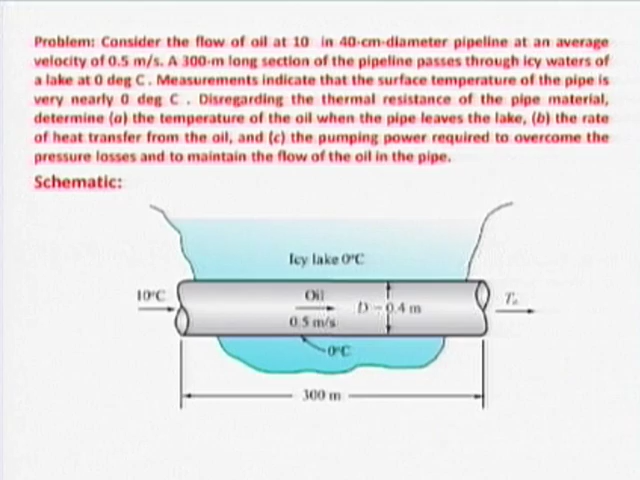 Problem: Consider the flow of oil at 10 in 40-cm-diameter pipeline at an average
velocity of 0.5 m/s. A 300-m long section of the pipeline passes through icy waters of
a lake at 0 deg C. Measurements indicate that the surface temperature of the pipe is
very nearly 0 deg C. Disregarding the thermal resistance of the pipe material,
determine (a) the temperature of the oil when the pipe leaves the lake, (b) the rate
of heat transfer from the oil, and (c) the pumping power required to overcome the
pressure losses and to maintain the flow of the oil in the pipe.
Schematic:
Icy lake 0°C
10°C
Oil
D = 0.4 m
0.5 m/s
0°C
300 m